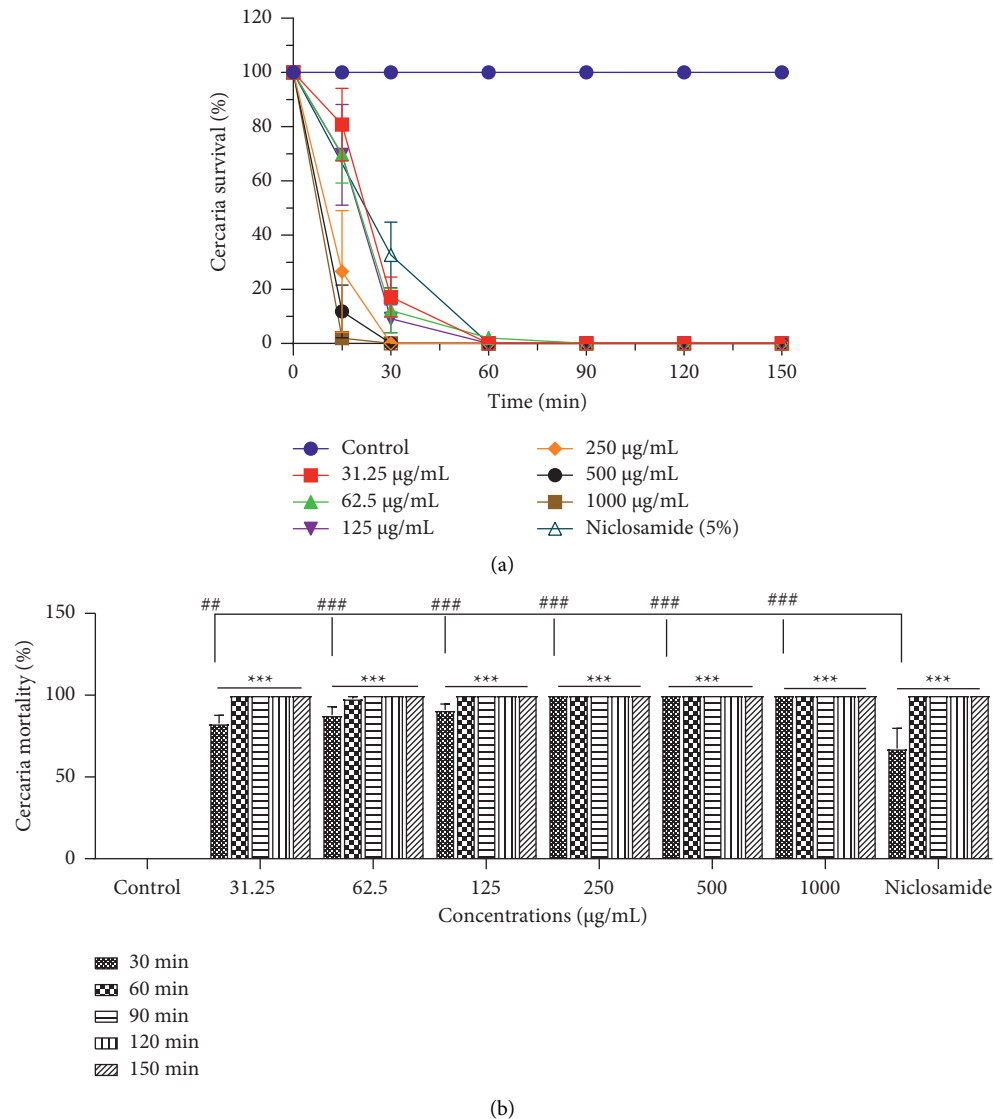 120
100
80
60
40
20
0
Cercaria survival (%)
0 30 60 90 120 150
Time (min)
Control
31.25 µg/mL
62.5 µg/mL
125 µg/mL
250 µg/mL
500 µg/mL
1000 µg/mL
Niclosamide (5%)
(a)
150
100
50
0
Cercaria mortality (%)
## ### ### ### ### ###
*** *** *** *** *** *** ***
Control 31.25 62.5 125 250 500 1000 Niclosamide
Concentrations (µg/mL)
30 min
60 min
90 min
120 min
150 min
(b)